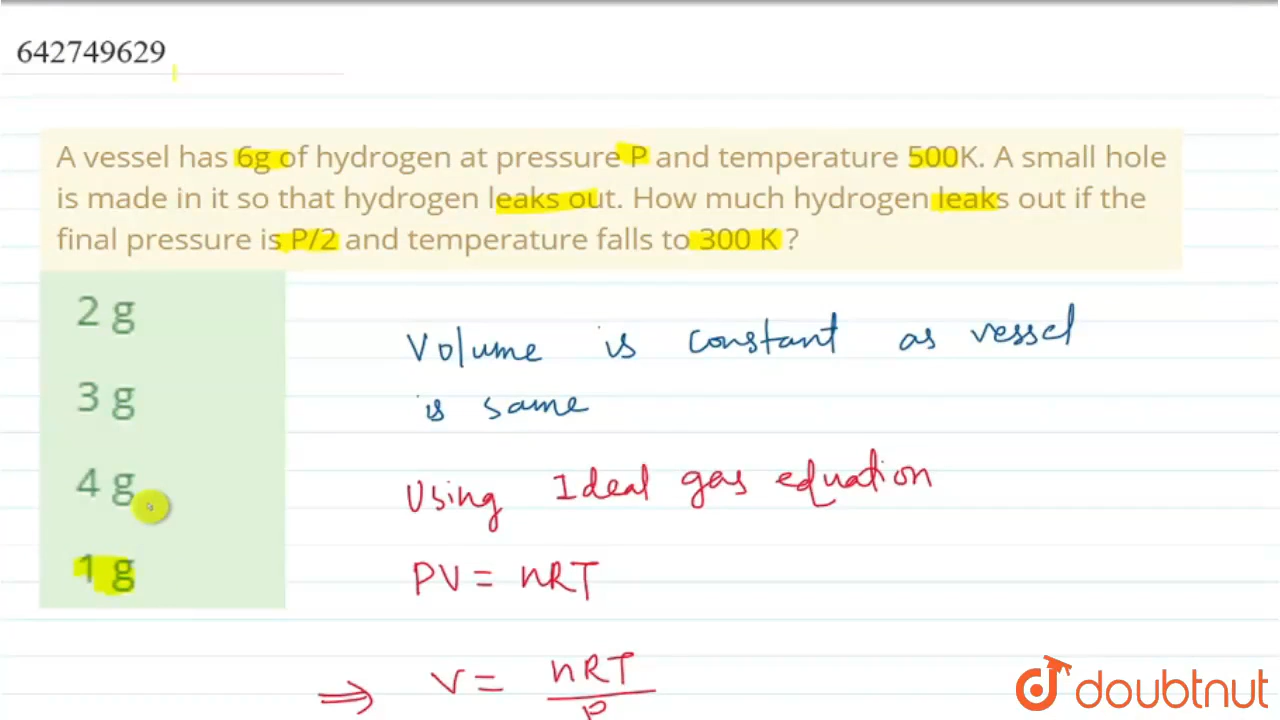 642749629
A vessel has 6g of hydrogen at pressure P and temperature 500K. A small hole
is made in it so that hydrogen leaks out. How much hydrogen leaks out if the
final pressure is P/2 and temperature falls to 300 K ?
2 g
3 g
4 g
1 g
Volume is constant as vessel
is same
Using Ideal gas equation
PV = nRT
⇒ V = nRT/P
doubtnut